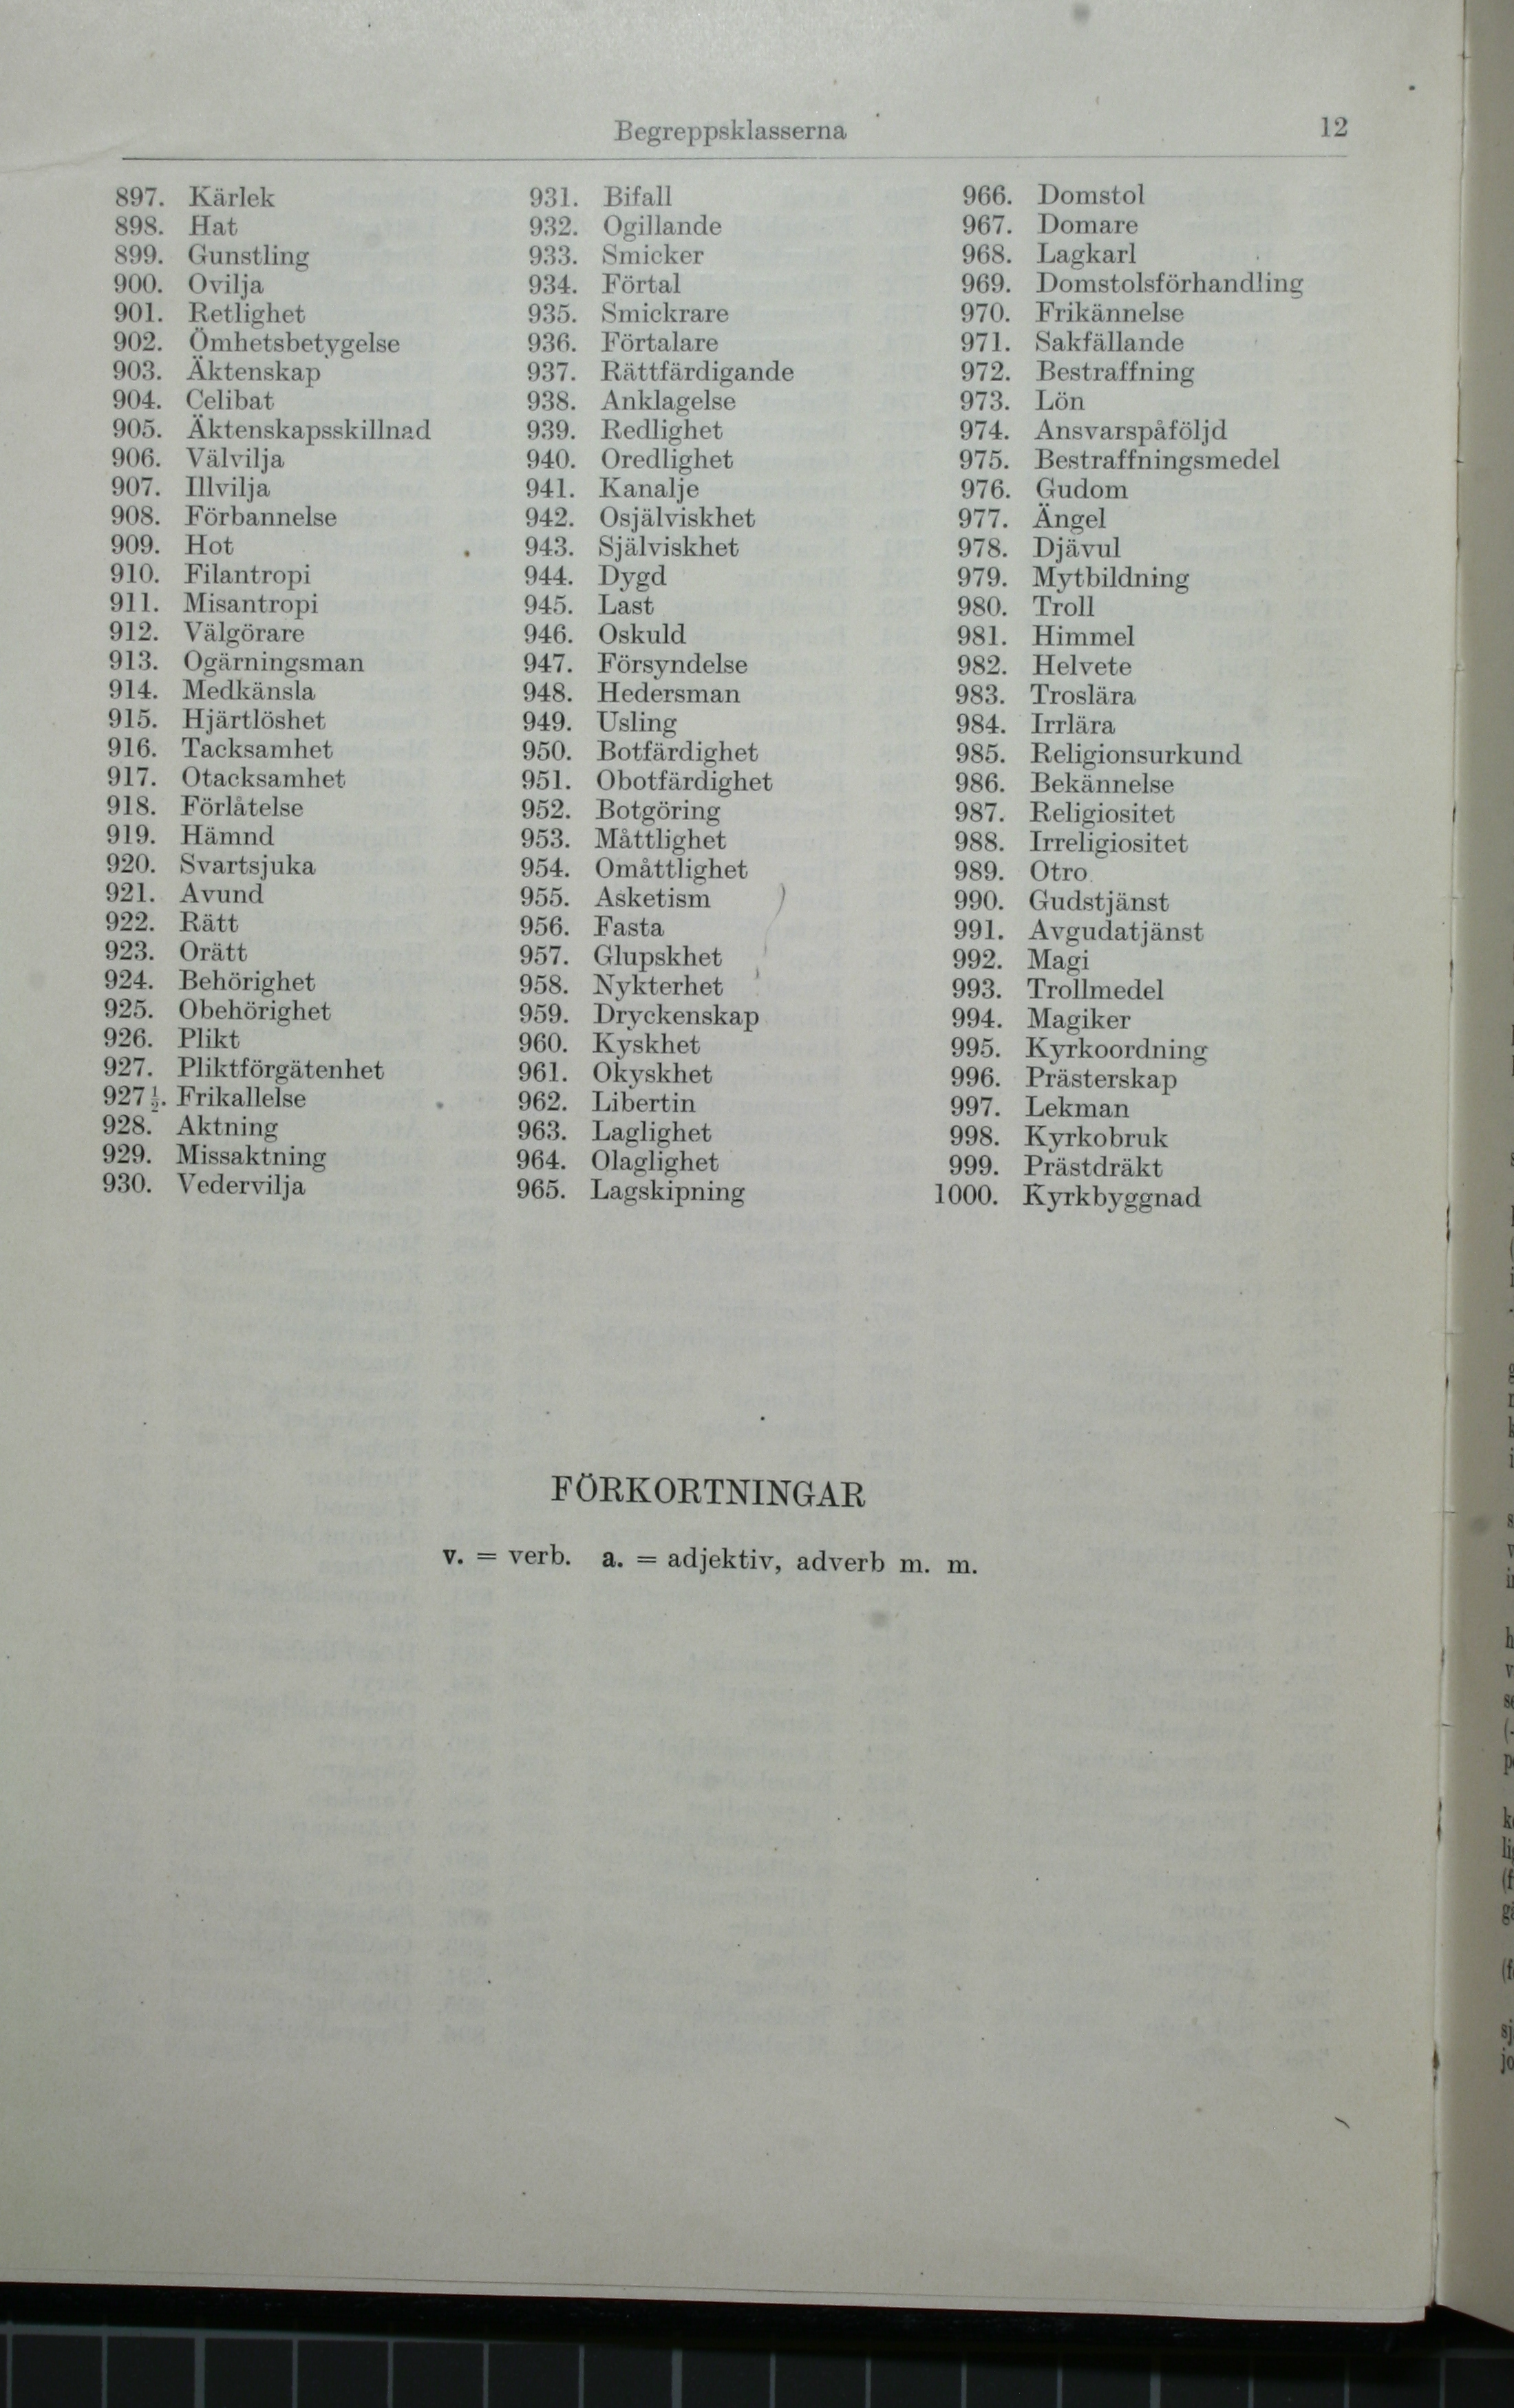 Begreppsklasserna 12
897. Kärlek
898. Hat
899. Gunstling
900. Ovilja
901. Retlighet
902. Ömhetsbetygelse
903. Äktenskap
904. Celibat
905. Äktenskapsskillnad
906. Välvilja
907. Illvilja
908. Förbannelse
909. Hot
910. Filantropi
911. Misantropi
912. Välgörare
913. Ogärningsman
914. Medkänsla
915. Hjärtlöshet
916. Tacksamhet
917. Otacksamhet
918. Förlåtelse
919. Hämnd
920. Svartsjuka
921. Avund
922. Rätt
923. Orätt
924. Behörighet
925. Obehörighet
926. Plikt
927. Pliktförgätenhet
927½. Frikallelse
928. Aktning
929. Missaktning
930. Vedervilja
931. Bifall
932. Ogillande
933. Smicker
934. Förtal
935. Smickrare
936. Förtalare
937. Rättfärdigande
938. Anklagelse
939. Redlighet
940. Oredlighet
941. Kanalje
942. Osjälviskhet
943. Själviskhet
944. Dygd
945. Last
946. Oskuld
947. Försyndelse
948. Hedersman
949. Usling
950. Botfärdighet
951. Obotfärdighet
952. Botgöring
953. Måttlighet
954. Omåttlighet
955. Asketism
956. Fasta
957. Glupskhet
958. Nykterhet
959. Dryckenskap
960. Kyskhet
961. Okyskhet
962. Libertin
963. Laglighet
964. Olaglighet
965. Lagskipning
966. Domstol
967. Domare
968. Lagkarl
969. Domstolsförhandling
970. Frikännelse
971. Sakfällande
972. Bestraffning
973. Lön
974. Ansvarspåföljd
975. Bestraffningsmedel
976. Gudom
977. Ängel
978. Djävul
979. Mytbildning
980. Troll
981. Himmel
982. Helvete
983. Troslära
984. Irrlära
985. Religionsurkund
986. Bekännelse
987. Religiositet
988. Irreligiositet
989. Otro
990. Gudstjänst
991. Avgudatjänst
992. Magi
993. Trollmedel
994. Magiker
995. Kyrkoordning
996. Prästerskap
997. Lekman
998. Kyrkobruk
999. Prästdräkt
1000. Kyrkbyggnad
FÖRKORTNINGAR
v. = verb. a. = adjektiv, adverb m. m.